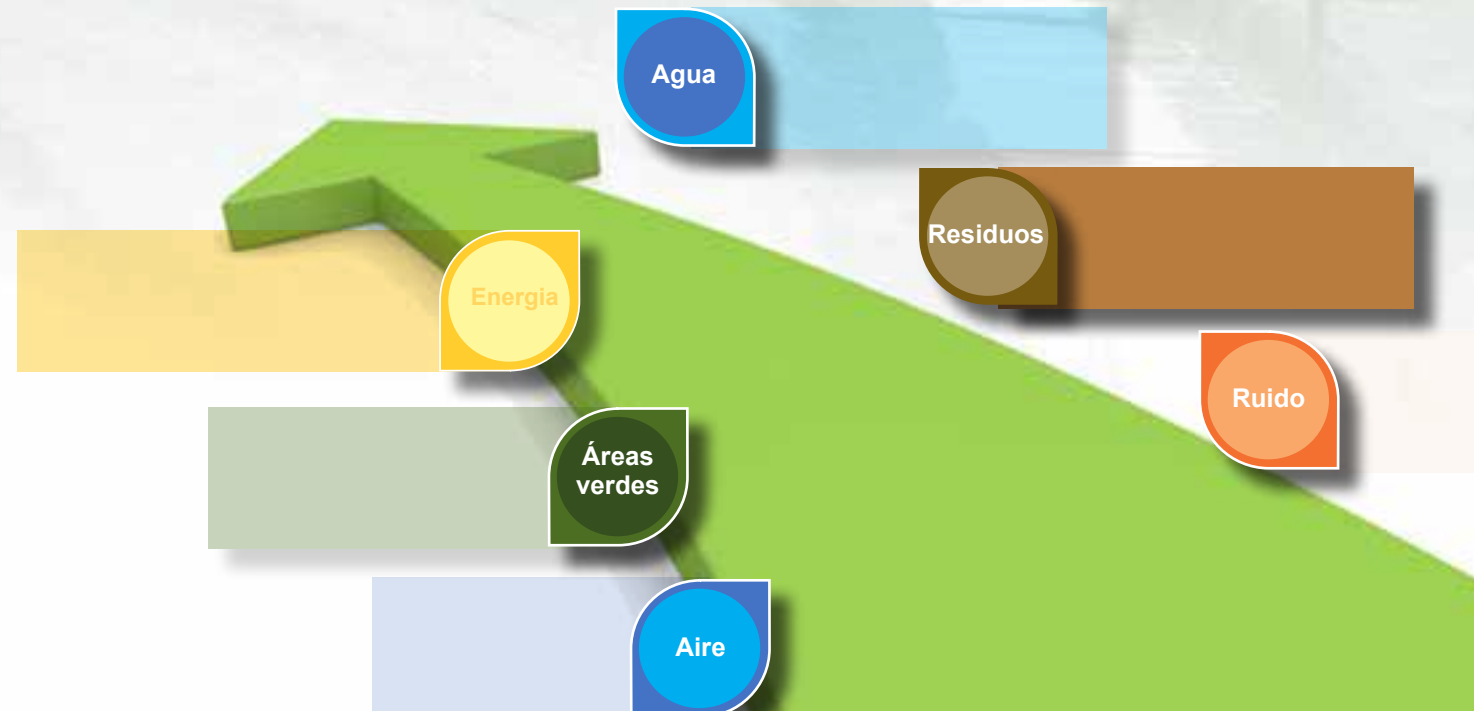 Agua
Residuos
Energia
Ruido
Áreas
verdes
Aire